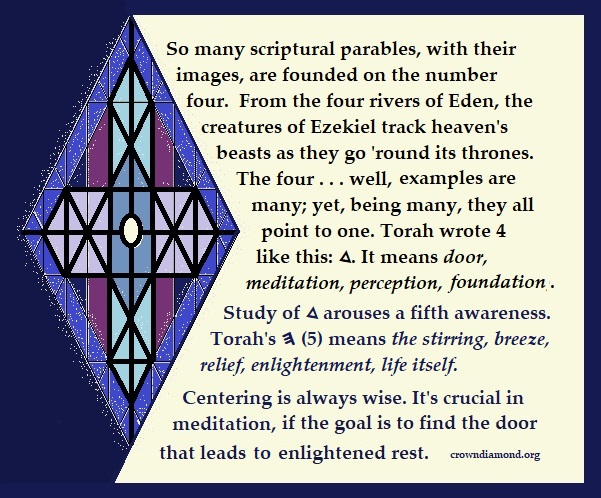 So many scriptural parables, with their
images, are founded on the number
four. From the four rivers of Eden, the
creatures of Ezekiel track heaven's
beasts as they go 'round its thrones.
The four . . . well, examples are
many; yet, being many, they all
point to one. Torah wrote 4
like this: 𐤃. It means door,
meditation, perception, foundation.
Study of 𐤃 arouses a fifth awareness.
Torah's 𐤄 (5) means the stirring, breeze,
relief, enlightenment, life itself.
Centering is always wise. It's crucial in
meditation, if the goal is to find the door
that leads to enlightened rest. crowndiamond.org